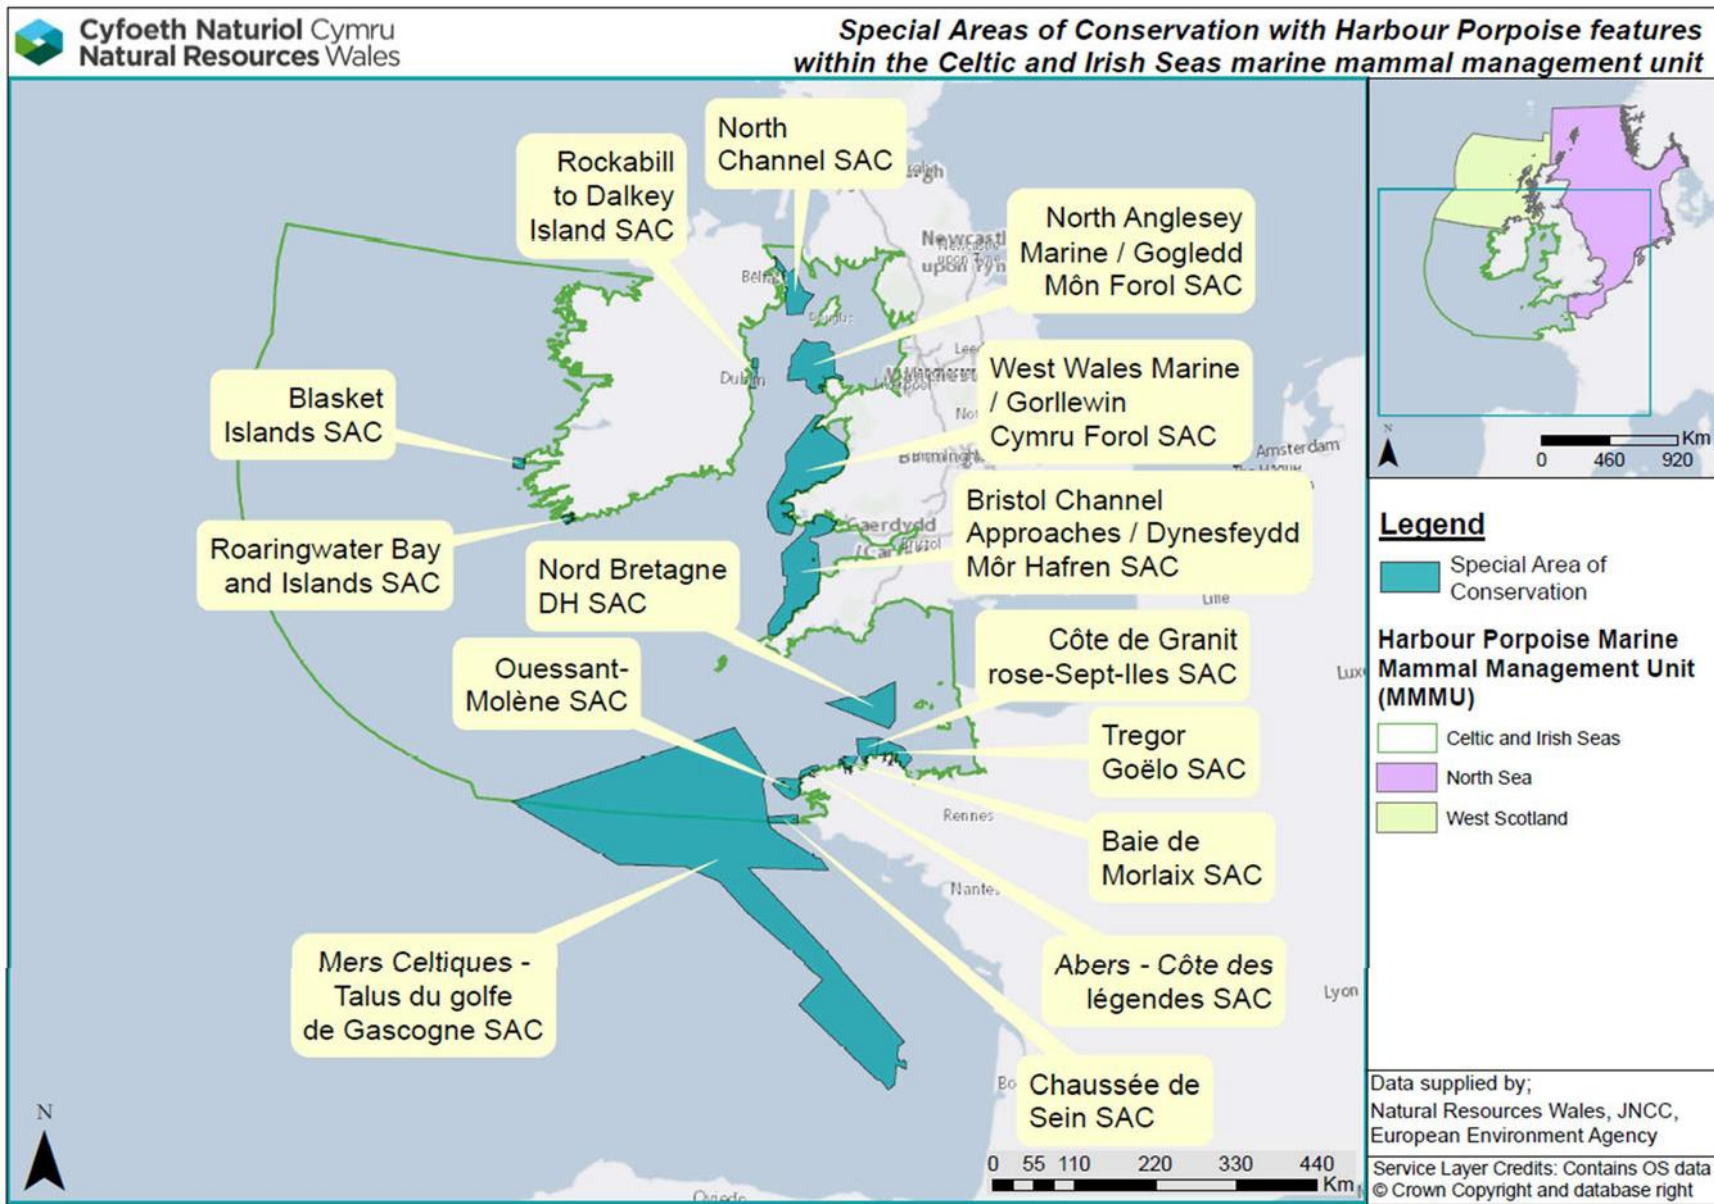 Cyfoeth Naturiol Cymru
Natural Resources Wales
Special Areas of Conservation with Harbour Porpoise features
within the Celtic and Irish Seas marine mammal management unit
North
Channel SAC
Rockabill
to Dalkey
Island SAC
North Anglesey
Marine / Gogledd
Môn Forol SAC
West Wales Marine
/ Gorllewin
Cymru Forol SAC
Blasket
Islands SAC
Bristol Channel
Approaches / Dynesfeydd
Môr Hafren SAC
Roaringwater Bay
and Islands SAC
Nord Bretagne
DH SAC
Côte de Granit
rose-Sept-Iles SAC
Ouessant-
Molène SAC
Tregor
Goëlo SAC
Baie de
Morlaix SAC
Mers Celtiques -
Talus du golfe
de Gascogne SAC
Abers - Côte des
légendes SAC
Chaussée de
Sein SAC
Belfast
Douglas
Dublin
Newcastl
upon Tyn
Amsterdam
Gaerdydd
Bristol
Lille
Rennes
Nantes
Lyon
Oviedo
N
0 55 110 220 330 440
Km
N
Km
0 460 920
Legend
Special Area of
Conservation
Harbour Porpoise Marine
Mammal Management Unit
(MMMU)
Celtic and Irish Seas
North Sea
West Scotland
Data supplied by;
Natural Resources Wales, JNCC,
European Environment Agency
Service Layer Credits: Contains OS data
© Crown Copyright and database right